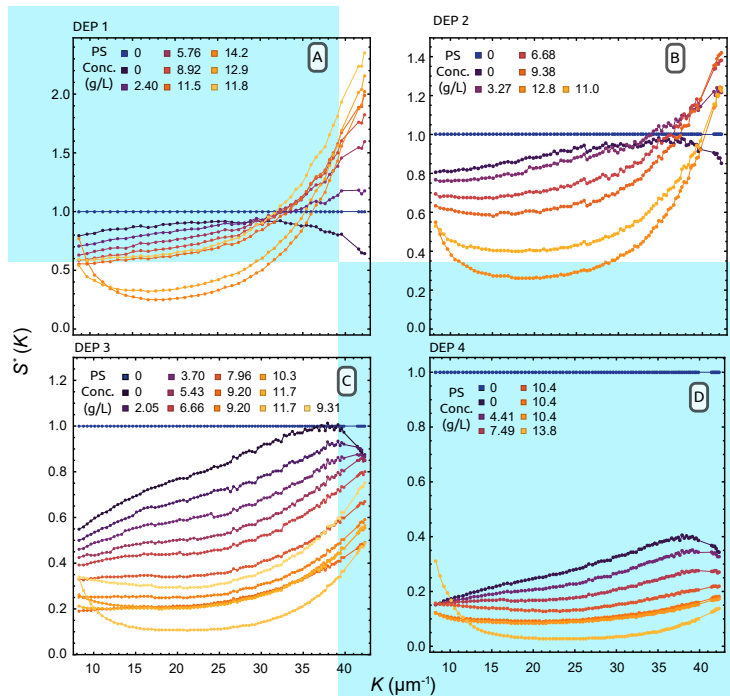 DEP 1
PS 0 5.76 14.2
Conc. 0 8.92 12.9
(g/L) 2.40 11.5 11.8
A
2.0
1.5
1.0
0.5
0.0
DEP 2
PS 0 6.68
Conc. 0 9.38
(g/L) 3.27 12.8 11.0
B
1.4
1.2
1.0
0.8
0.6
0.4
0.2
0.0
S* (K)
DEP 3
PS 0 3.70 7.96 10.3
Conc. 0 5.43 9.20 11.7
(g/L) 2.05 6.66 9.20 11.7 9.31
C
1.2
1.0
0.8
0.6
0.4
0.2
0.0
10 15 20 25 30 35 40
DEP 4
PS 0 10.4
Conc. 0 10.4
(g/L) 4.41 10.4
7.49 13.8
D
1.0
0.8
0.6
0.4
0.2
0.0
10 15 20 25 30 35 40
K (μm⁻¹)